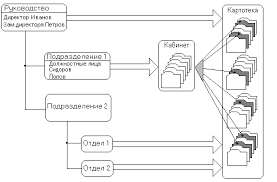 Руководство
Директор Иванов
Зам.директора Петров
Картотека
Кабинет
Подразделение 1
Должностные лица:
Сидоров
Попов
Подразделение 2
Отдел 1
Отдел 2